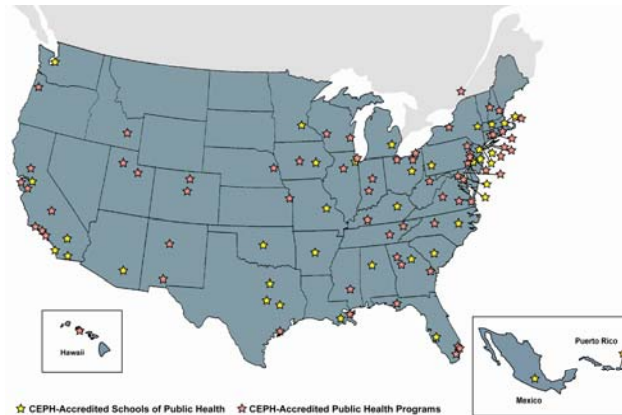 Hawaii
Puerto Rico
Mexico
CEPH-Accredited Schools of Public Health
CEPH-Accredited Public Health Programs